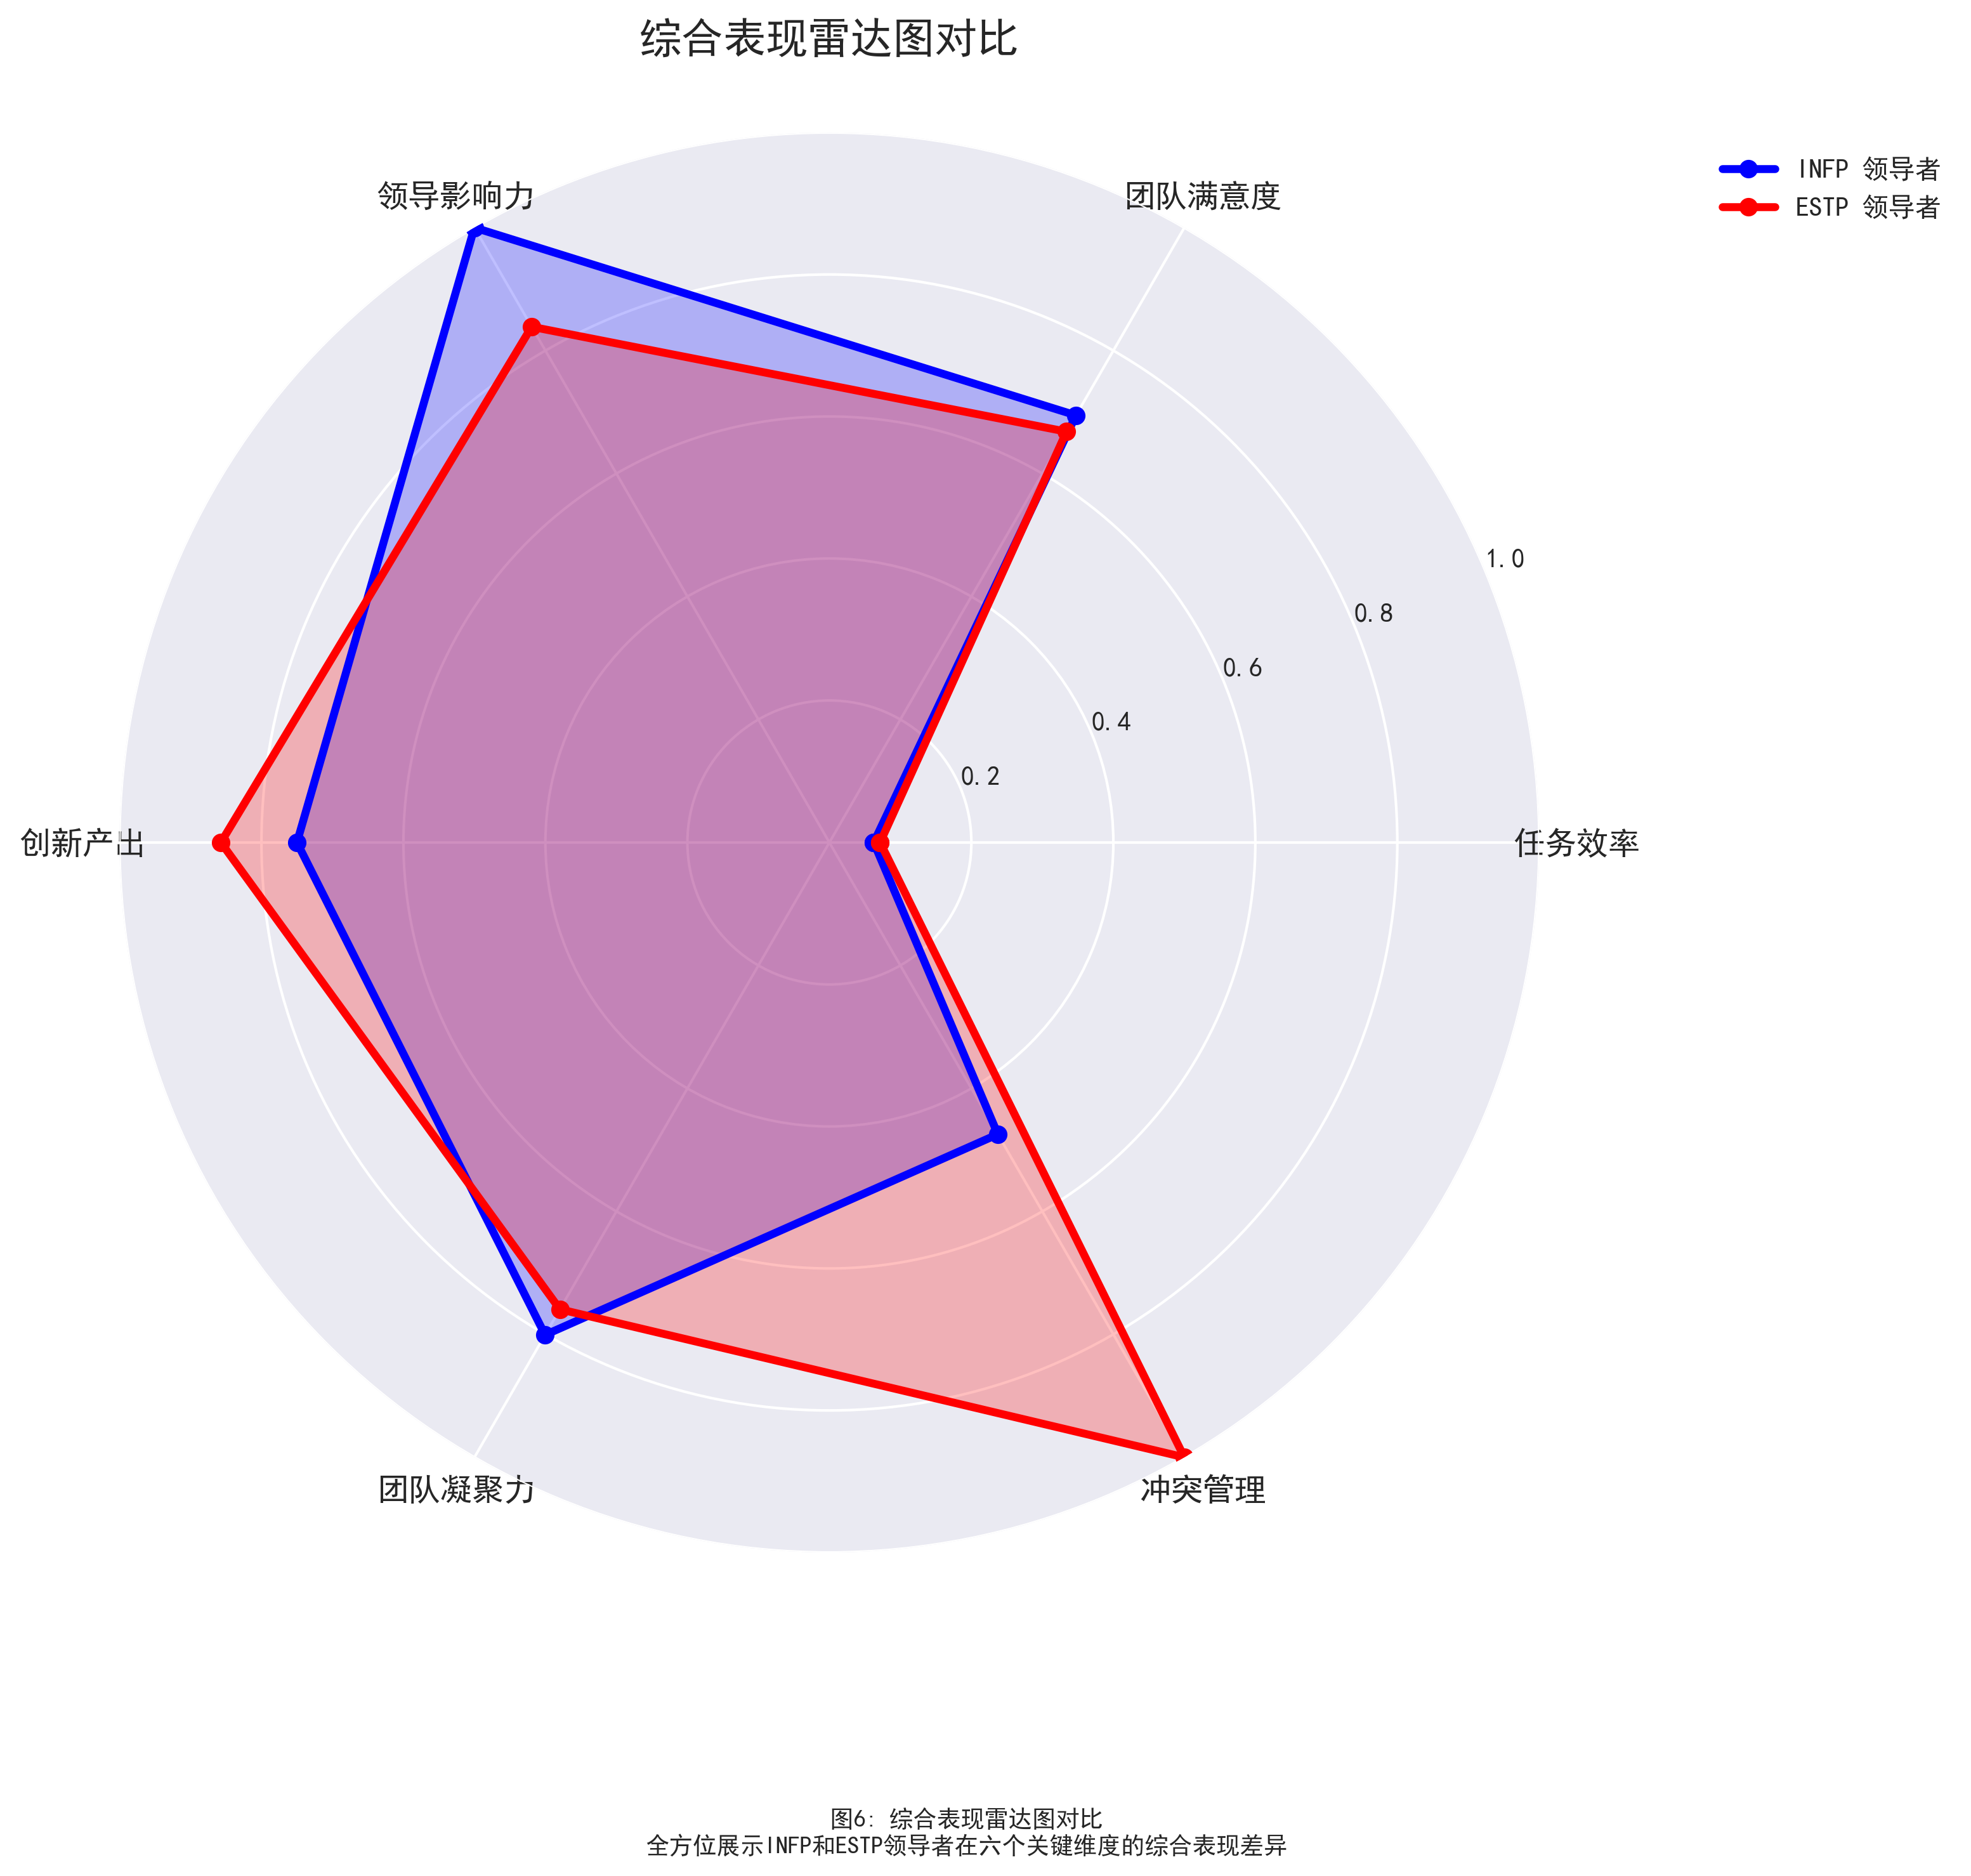 综合表现雷达图对比
INFP 领导者
ESTP 领导者
领导影响力
团队满意度
1.0
0.8
0.6
0.4
0.2
创新产出
任务效率
团队凝聚力
冲突管理
图6: 综合表现雷达图对比
全方位展示INFP和ESTP领导者在六个关键维度的综合表现差异